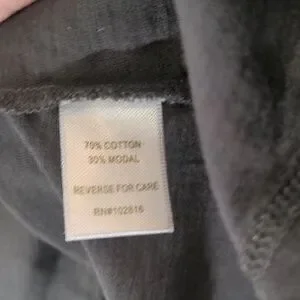 70% COTTON
30% MODAL
REVERSE FOR CARE
RN#102816